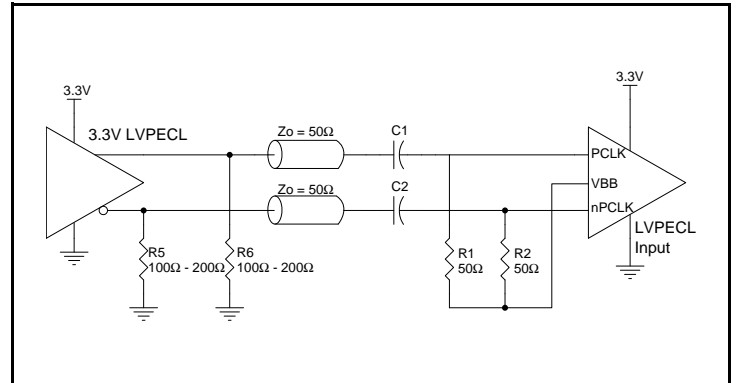 3.3V
3.3V LVPECL
Zo = 50Ω
C1
3.3V
PCLK
VBB
nPCLK
Zo = 50Ω
C2
LVPECL
Input
R5
100Ω - 200Ω
R6
100Ω - 200Ω
R1
50Ω
R2
50Ω